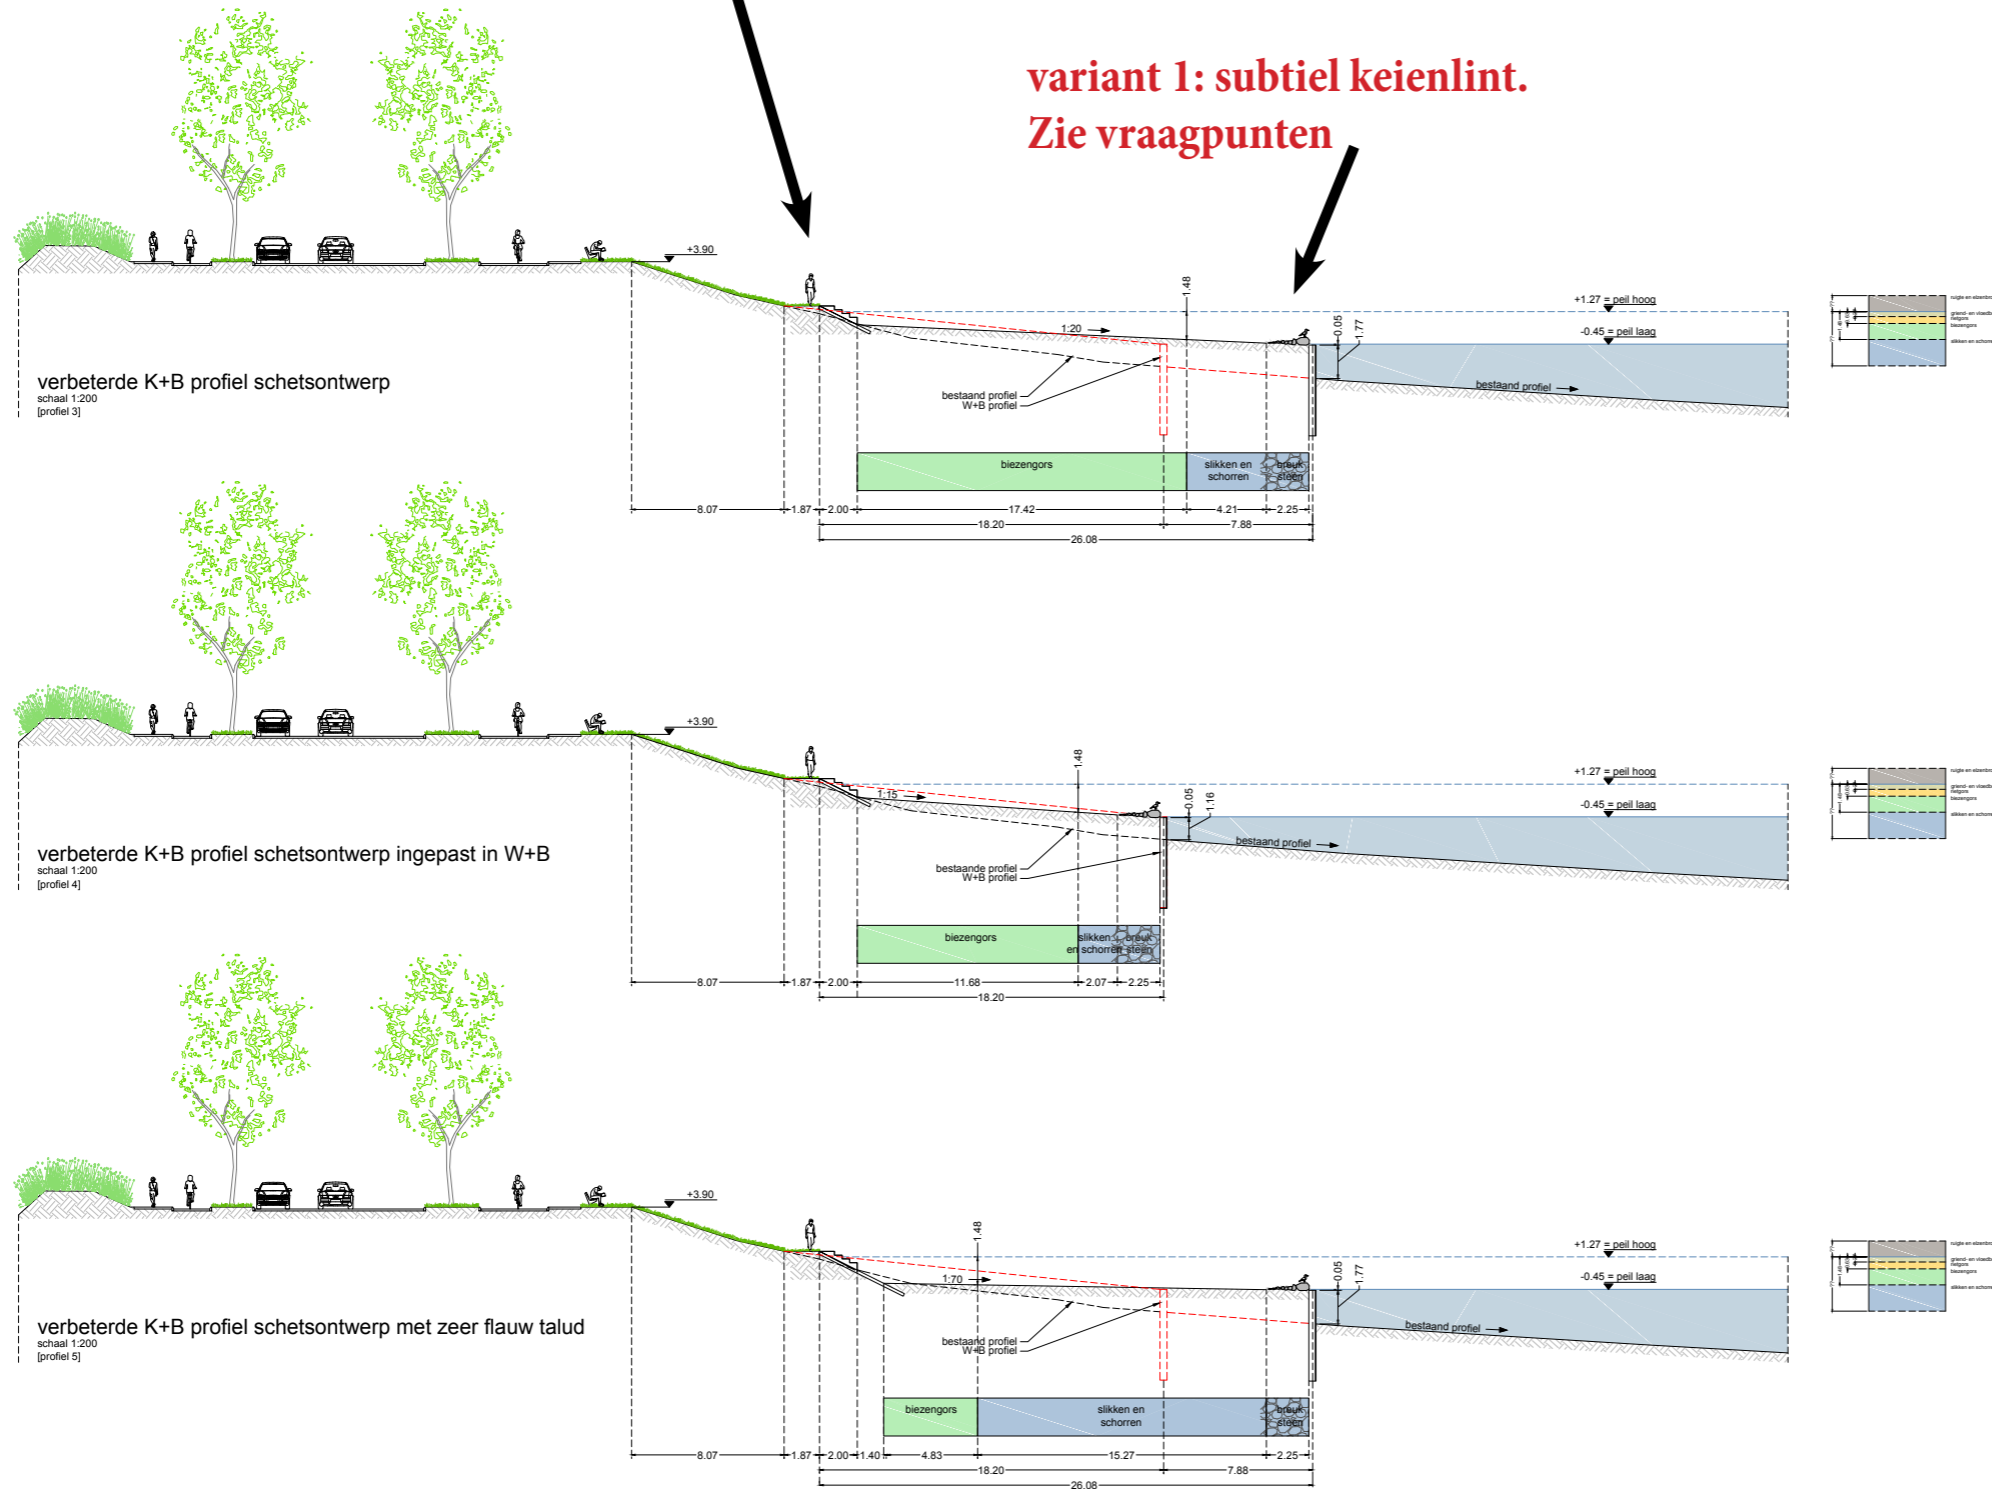 variant 1: subtiel keienlint.
Zie vraagpunten
+3.90
1.48
+1.27 = peil hoog
-0.45 = peil laag
1:20
0.05
1.77
bestaand profiel
bestaand profiel
W+B profiel
verbeterde K+B profiel schetsontwerp
schaal 1:200
[profiel 3]
biezengors
slikken en
schorren
breuk
steen
8.07 1.87 2.00 17.42 4.21 2.25
18.20 7.88
26.08
biezengors
+3.90
1.48
+1.27 = peil hoog
-0.45 = peil laag
1:15
0.05
1.16
bestaand profiel
bestaande profiel
W+B profiel
verbeterde K+B profiel schetsontwerp ingepast in W+B
schaal 1:200
[profiel 4]
biezengors
slikken
en schorren
breuk
steen
8.07 1.87 2.00 11.68 2.07 2.25
18.20
biezengors
+3.90
1.48
+1.27 = peil hoog
-0.45 = peil laag
1:70
0.05
1.77
bestaand profiel
bestaand profiel
W+B profiel
verbeterde K+B profiel schetsontwerp met zeer flauw talud
schaal 1:200
[profiel 5]
biezengors
slikken en
schorren
breuk
steen
8.07 1.87 2.00 1.40 4.83 15.27 2.25
18.20 7.88
26.08
biezengors